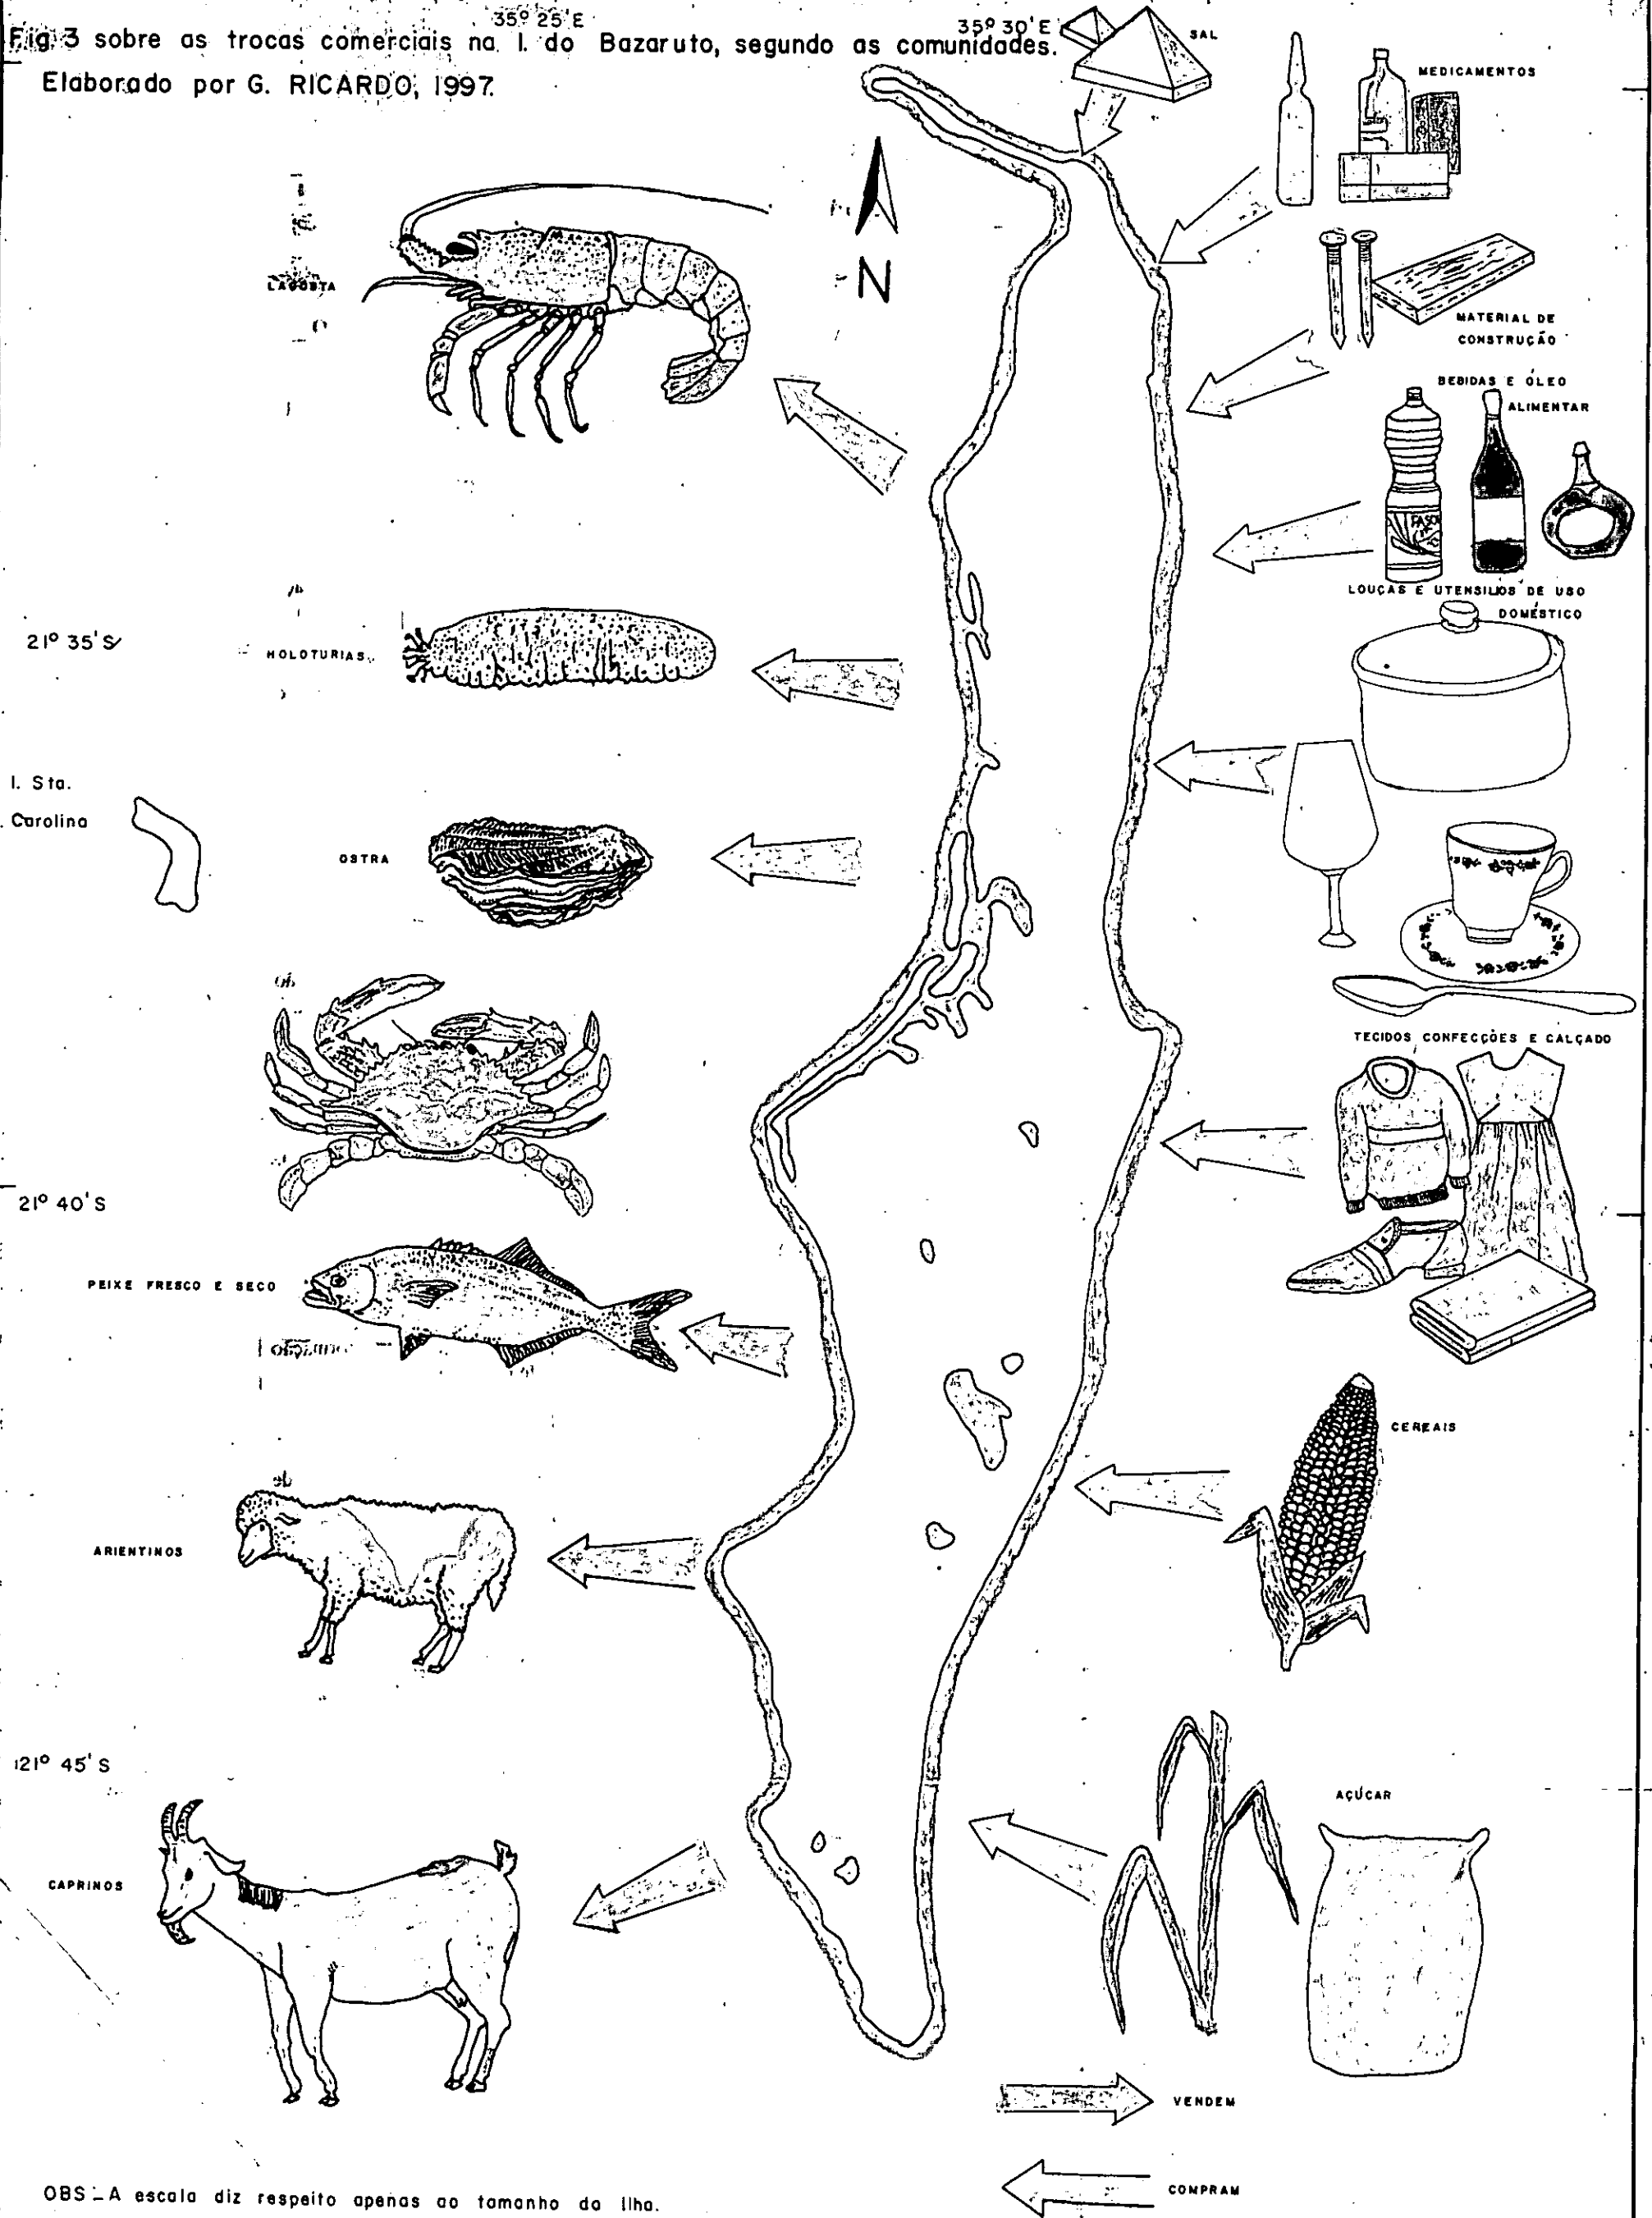 35º 25'E
35º 30'E
Fig.3 sobre as trocas comerciais na I. do Bazaruto, segundo as comunidades.
Elaborado por G. RICARDO, 1997.
SAL
MEDICAMENTOS
LAGOSTA
N
MATERIAL DE
CONSTRUÇÃO
BEBIDAS E ÓLEO
ALIMENTAR
LOUÇAS E UTENSILIOS DE USO
DOMÉSTICO
21º 35'S
HOLOTURIAS
I. Sta.
Carolina
OSTRA
TECIDOS CONFECÇÕES E CALÇADO
21º 40'S
PEIXE FRESCO E SECO
CEREAIS
ARIENTINOS
21º 45'S
AÇÚCAR
CAPRINOS
VENDEM
COMPRAM
OBS - A escala diz respeito apenas ao tamanho da ilha.